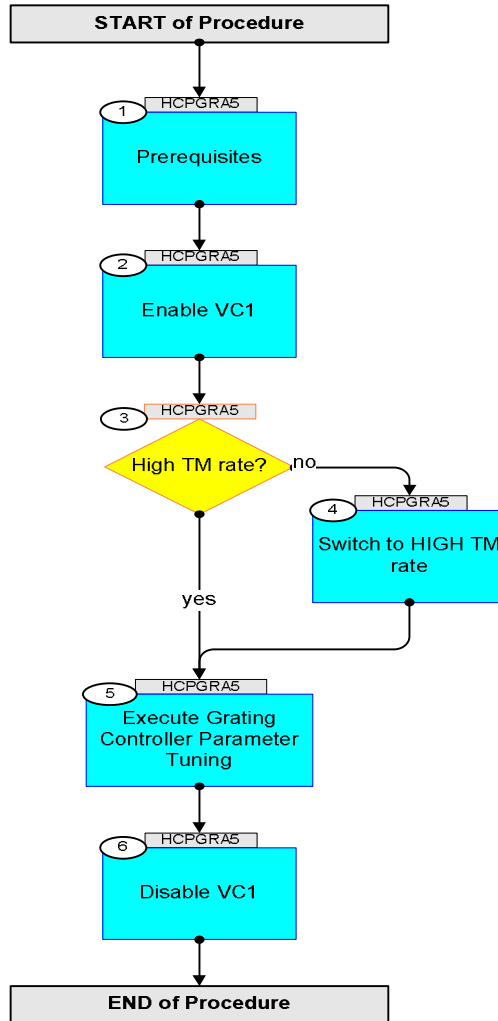 START of Procedure
HCPGRA5
1
Prerequisites
HCPGRA5
2
Enable VC1
HCPGRA5
3
High TM rate?
no
HCPGRA5
4
Switch to HIGH TM
rate
yes
HCPGRA5
5
Execute Grating
Controller Parameter
Tuning
HCPGRA5
6
Disable VC1
END of Procedure